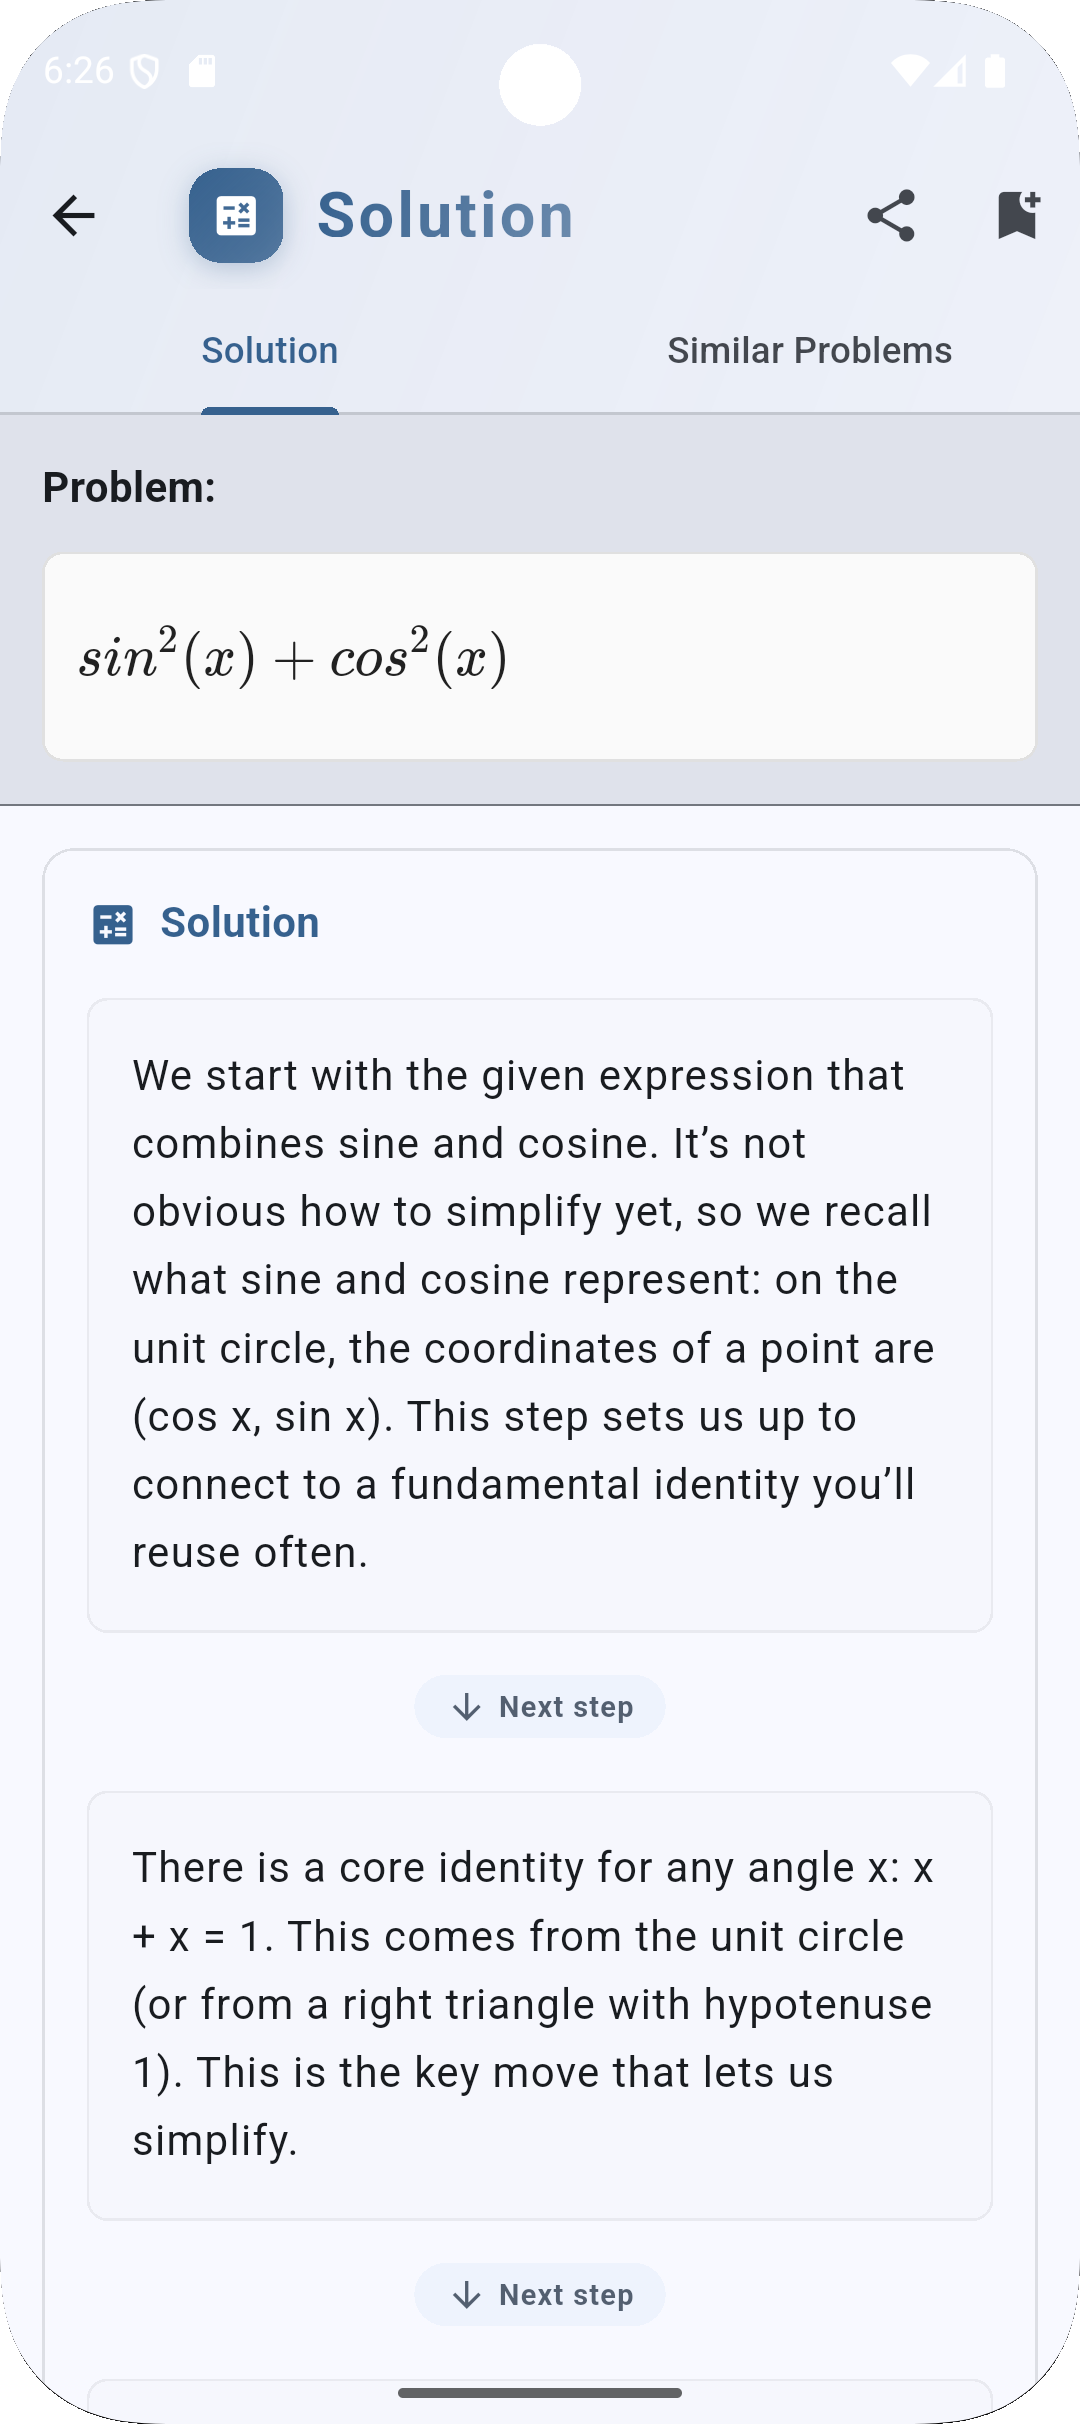 6:26
Solution
Solution
Similar Problems
Problem:
sin²(x) + cos²(x)
Solution
We start with the given expression that
combines sine and cosine. It’s not
obvious how to simplify yet, so we recall
what sine and cosine represent: on the
unit circle, the coordinates of a point are
(cos x, sin x). This step sets us up to
connect to a fundamental identity you’ll
reuse often.
Next step
There is a core identity for any angle x: x
+ x = 1. This comes from the unit circle
(or from a right triangle with hypotenuse
1). This is the key move that lets us
simplify.
Next step